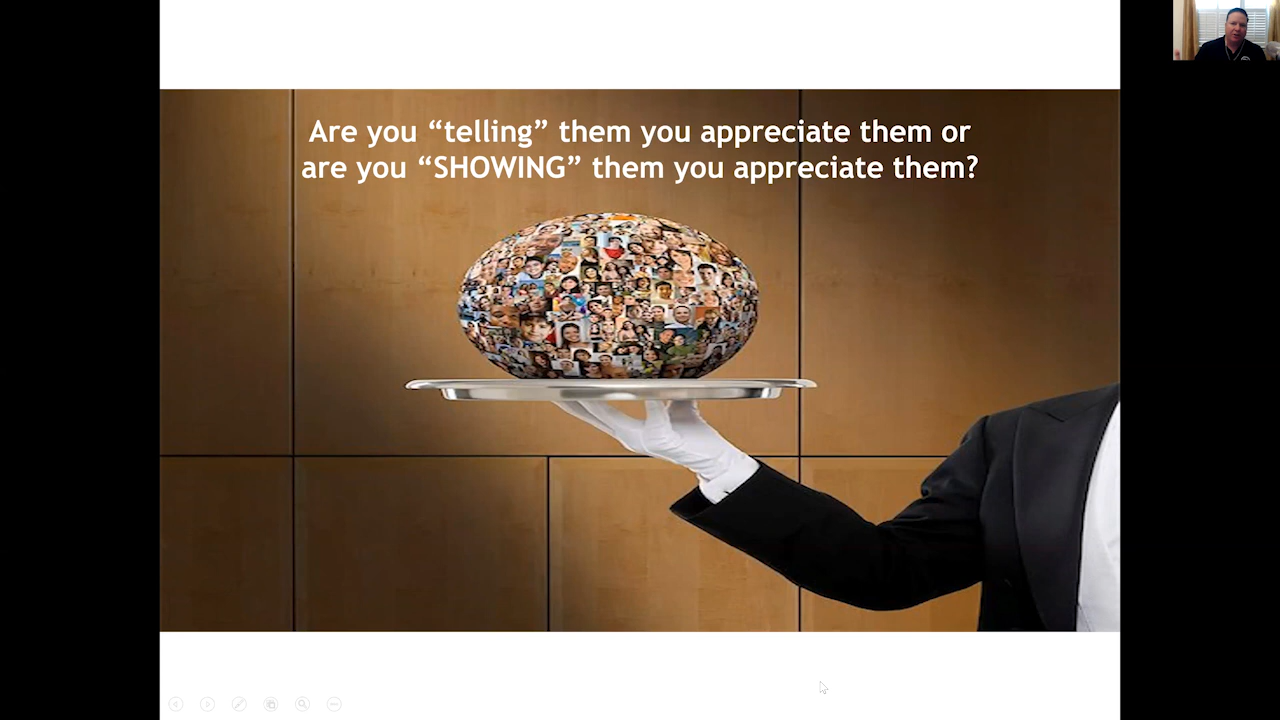 Are you “telling” them you appreciate them or
are you “SHOWING” them you appreciate them?